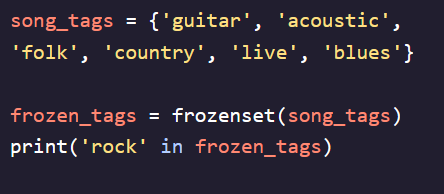 song_tags = {'guitar', 'acoustic',
'folk', 'country', 'live', 'blues'}
frozen_tags = frozenset(song_tags)
print('rock' in frozen_tags)